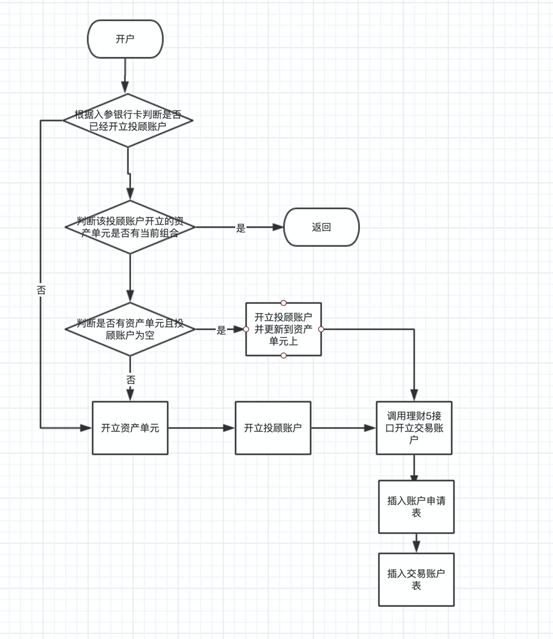 开户
根据入参银行卡判断是否
已经开立投顾账户
判断该投顾账户开立的资
产单元是否有当前组合
是
返回
否
判断是否有资产单元且投
顾账户为空
是
开立投顾账户
并更新到资产
单元上
否
开立资产单元
开立投顾账户
调用理财5接
口开立交易账
户
插入账户申请
表
插入交易账户
表